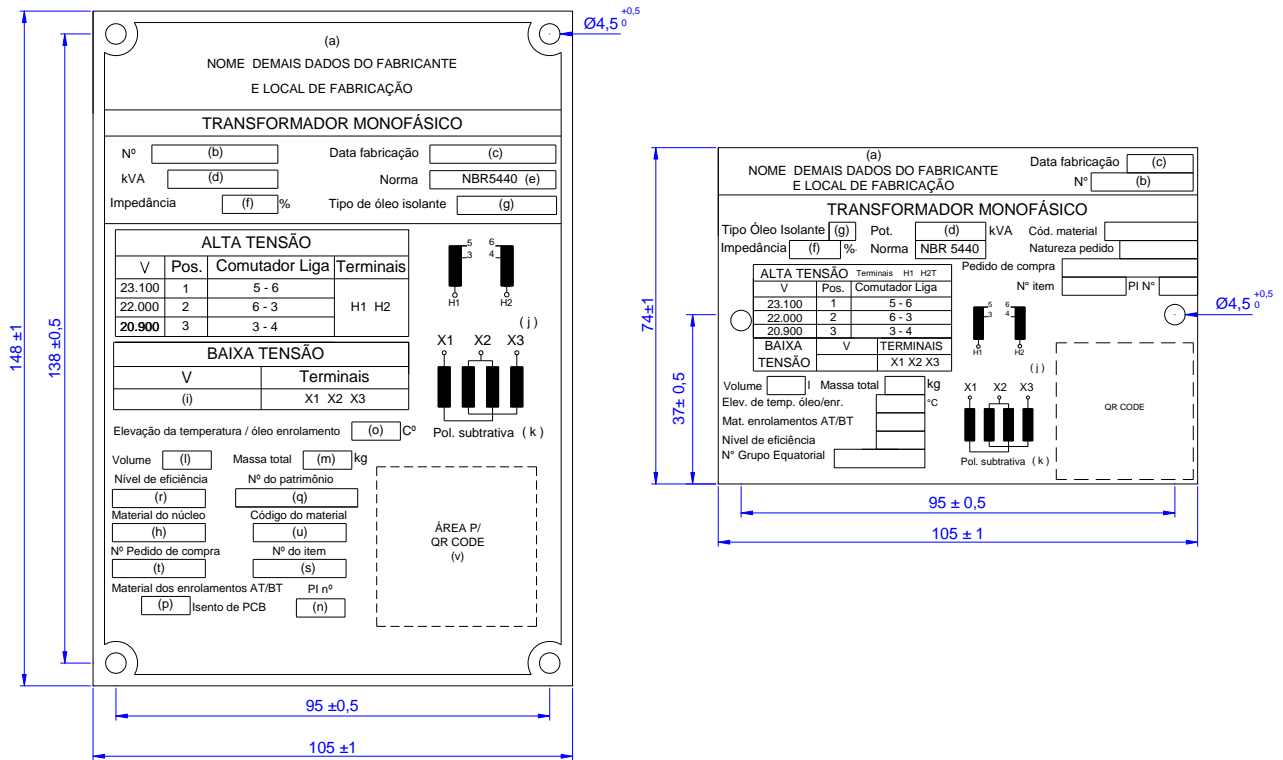 (a)
NOME DEMAIS DADOS DO FABRICANTE
E LOCAL DE FABRICAÇÃO
TRANSFORMADOR MONOFÁSICO
Nº (b) Data fabricação (c)
kVA (d) Norma NBR5440 (e)
Impedância (f) % Tipo de óleo isolante (g)
ALTA TENSÃO
V Pos. Comutador Liga Terminais
23.100 1 5 - 6
22.000 2 6 - 3 H1 H2
20.900 3 3 - 4
5 6
3 4
H1 H2
( j )
BAIXA TENSÃO
V Terminais
(i) X1 X2 X3
X1 X2 X3
Pol. subtrativa ( k )
Elevação da temperatura / óleo enrolamento (o) Cº
Volume (l) Massa total (m) kg
Nível de eficiência Nº do patrimônio
(r) (q)
Material do núcleo Código do material
(h) (u)
Nº Pedido de compra Nº do item
(t) (s)
Material dos enrolamentos AT/BT PI nº
(p) Isento de PCB (n)
ÁREA P/
QR CODE
(v)
148 ±1
138 ±0,5
95 ±0,5
105 ±1
Ø4,5 +0,5 0
(a)
NOME DEMAIS DADOS DO FABRICANTE
E LOCAL DE FABRICAÇÃO
Data fabricação (c)
N° (b)
TRANSFORMADOR MONOFÁSICO
Tipo Óleo Isolante (g) Pot. (d) kVA Cód. material
Impedância (f) %. Norma NBR 5440 Natureza pedido
Pedido de compra
N° item PI N°
ALTA TENSÃO Terminais H1 H2T
V Pos. Comutador Liga
23.100 1 5 - 6
22.000 2 6 - 3
20.900 3 3 - 4
BAIXA V TERMINAIS
TENSÃO X1 X2 X3
5 6
3 4
H1 H2
( j )
Volume l Massa total kg
Elev. de temp. óleo/enr. °C
Mat. enrolamentos AT/BT
Nível de eficiência
N° Grupo Equatorial
X1 X2 X3
Pol. subtrativa ( k )
QR CODE
74±1
37± 0,5
95 ± 0,5
105 ± 1
Ø4,5 +0,5 0